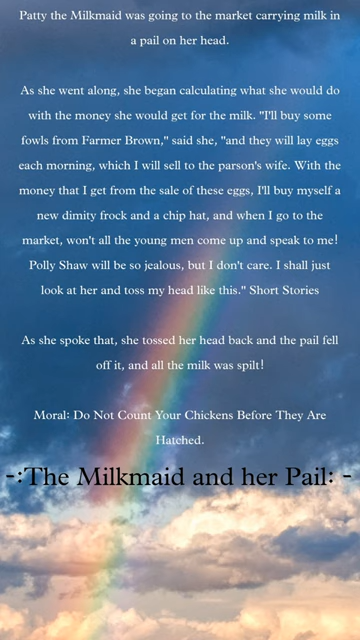 Patty the Milkmaid was going to the market carrying milk in
a pail on her head.
As she went along, she began calculating what she would do
with the money she would get for the milk. "I'll buy some
fowls from Farmer Brown," said she, "and they will lay eggs
each morning, which I will sell to the parson's wife. With the
money that I get from the sale of these eggs, I'll buy myself a
new dimity frock and a chip hat, and when I go to the
market, won't all the young men come up and speak to me!
Polly Shaw will be so jealous, but I don't care. I shall just
look at her and toss my head like this." Short Stories
As she spoke that, she tossed her head back and the pail fell
off it, and all the milk was spilt!
Moral: Do Not Count Your Chickens Before They Are
Hatched.
-:The Milkmaid and her Pail: -